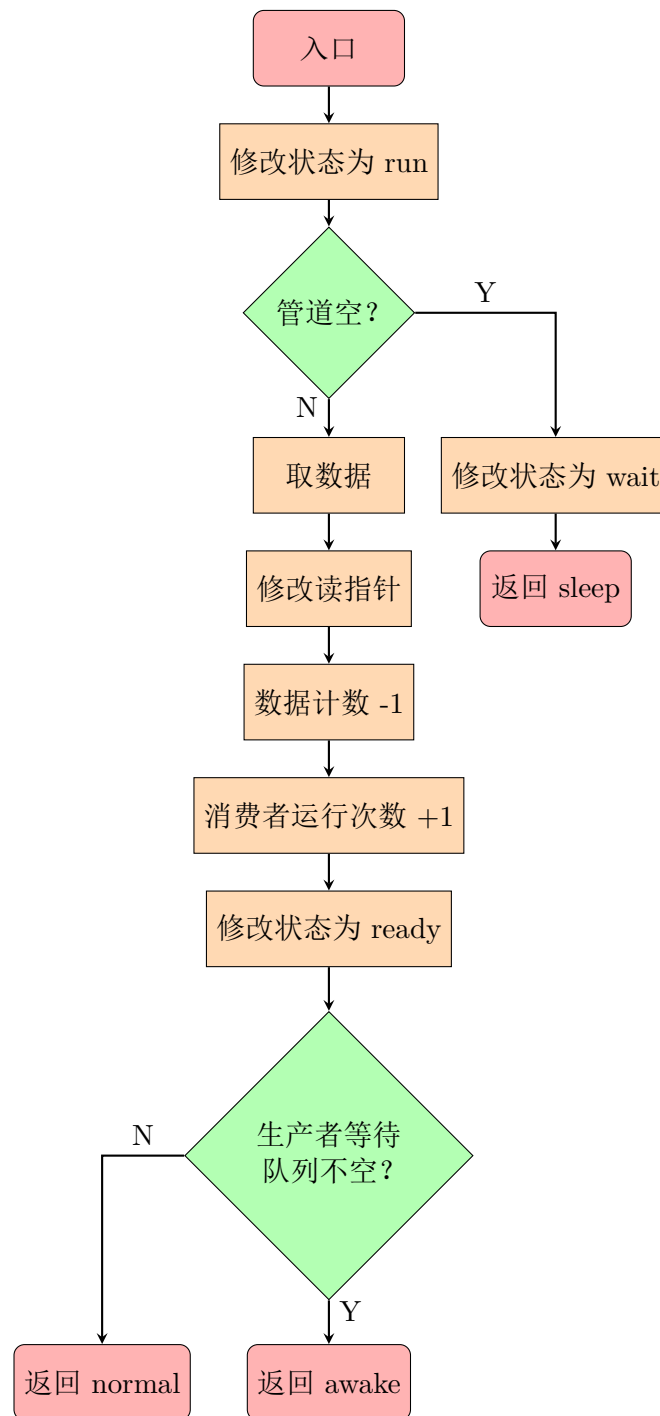 入口
修改状态为 run
管道空？
Y
N
取数据
修改状态为 wait
修改读指针
返回 sleep
数据计数 -1
消费者运行次数 +1
修改状态为 ready
生产者等待
队列不空？
N
Y
返回 normal
返回 awake